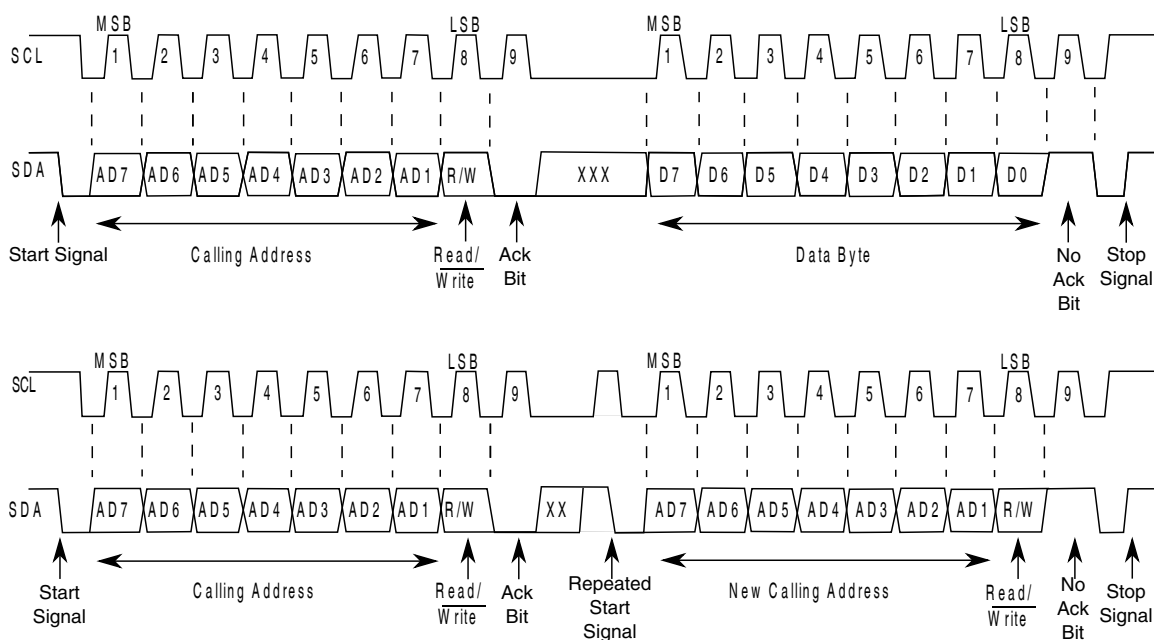 MSB LSB MSB LSB
SCL 1 2 3 4 5 6 7 8 9 1 2 3 4 5 6 7 8 9
SDA AD7 AD6 AD5 AD4 AD3 AD2 AD1 R/W XXX D7 D6 D5 D4 D3 D2 D1 D0
Start Signal Calling Address Read/ Ack Data Byte No Stop
Write Bit Ack Signal
Bit
MSB LSB MSB LSB
SCL 1 2 3 4 5 6 7 8 9 1 2 3 4 5 6 7 8 9
SDA AD7 AD6 AD5 AD4 AD3 AD2 AD1 R/W XX AD7 AD6 AD5 AD4 AD3 AD2 AD1 R/W
Start Calling Address Read/ Ack Repeated New Calling Address Read/ No Stop
Signal Write Bit Start Write Ack Signal
Signal Bit